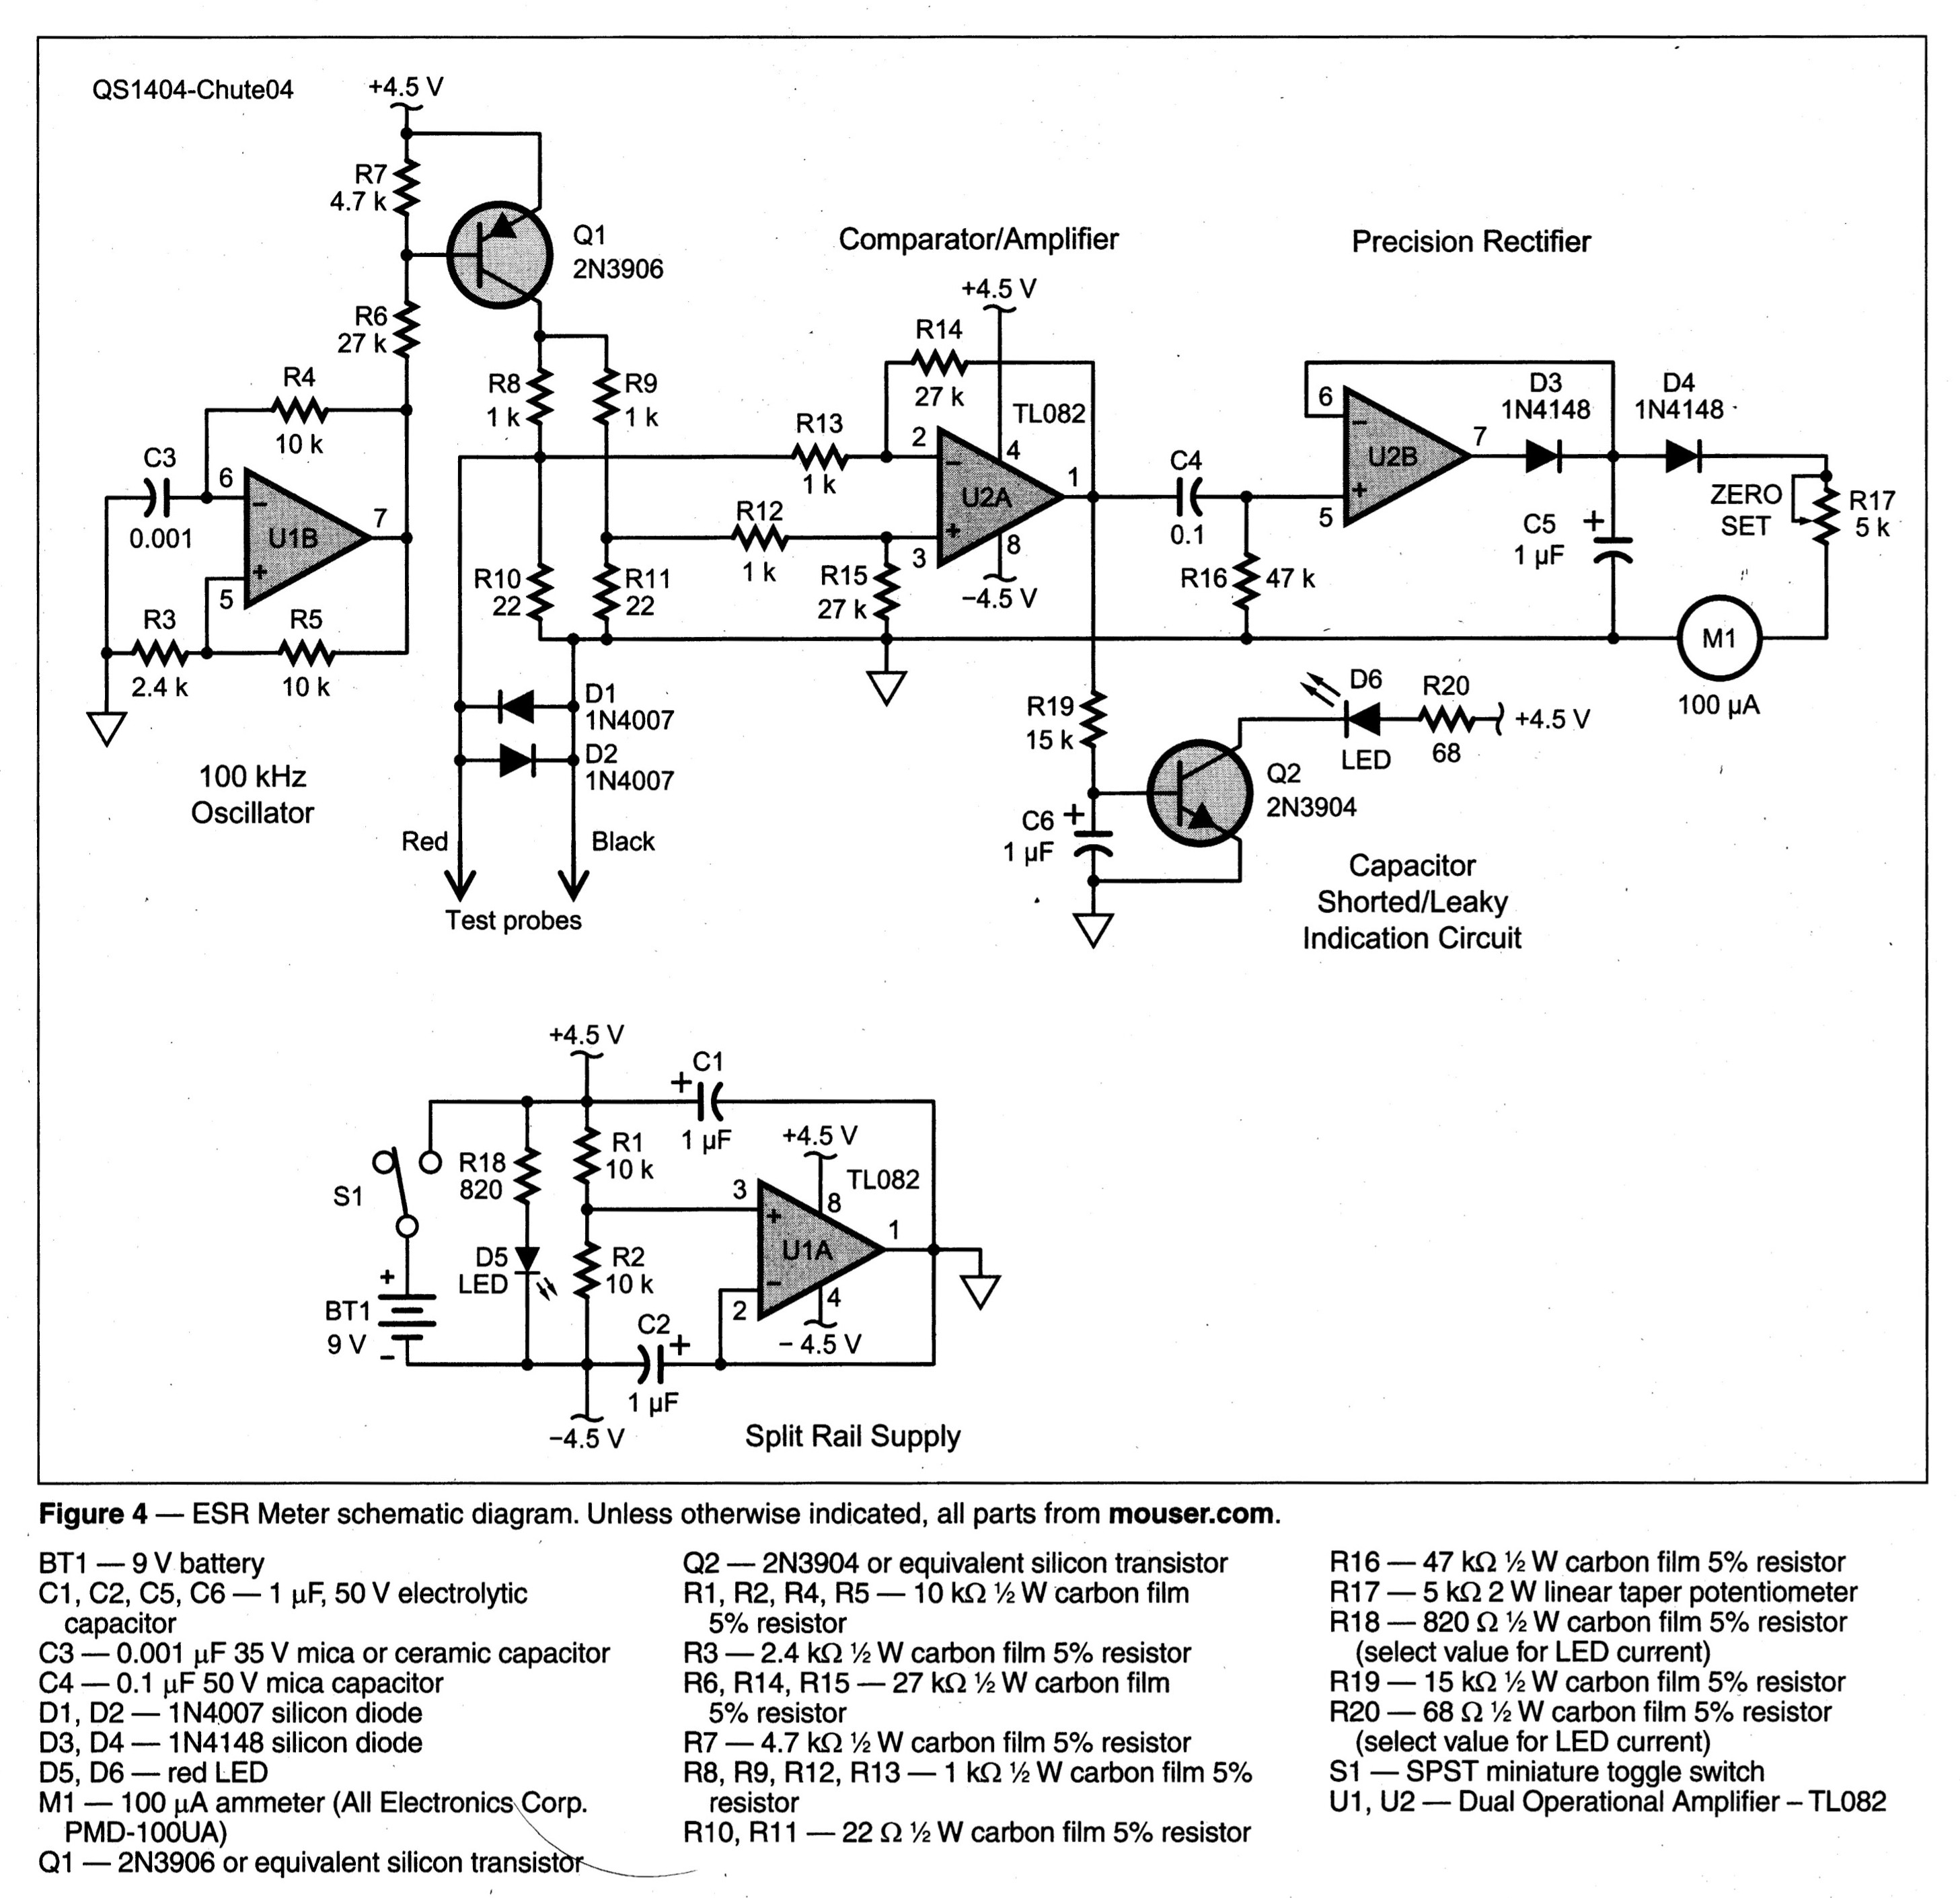 QS1404-Chute04
+4.5 V
R7
4.7 k
Q1
2N3906
R6
27 k
R4
10 k
C3
0.001
6
−
U1B
+
5
7
R3
2.4 k
R5
10 k
100 kHz
Oscillator
R8
1 k
R9
1 k
R10
22
R11
22
D1
1N4007
D2
1N4007
Red
Black
Test probes
Comparator/Amplifier
+4.5 V
R14
27 k
TL082
R13
1 k
2
−
4
U2A
1
R12
1 k
+
3
8
−4.5 V
R15
27 k
C4
0.1
R16
47 k
Precision Rectifier
6
−
U2B
+
5
7
D3
1N4148
D4
1N4148
ZERO
SET
R17
5 k
C5
+
1 µF
M1
100 µA
R19
15 k
C6
+
1 µF
D6
LED
R20
68
+4.5 V
Q2
2N3904
Capacitor
Shorted/Leaky
Indication Circuit
+4.5 V
C1
+
1 µF
S1
R18
820
R1
10 k
+4.5 V
TL082
3
+
8
U1A
1
−
2
4
− 4.5 V
D5
LED
R2
10 k
BT1
9 V
+
−
C2
+
1 µF
−4.5 V
Split Rail Supply
Figure 4 — ESR Meter schematic diagram. Unless otherwise indicated, all parts from mouser.com.
BT1 — 9 V battery
C1, C2, C5, C6 — 1 µF, 50 V electrolytic
capacitor
C3 — 0.001 µF 35 V mica or ceramic capacitor
C4 — 0.1 µF 50 V mica capacitor
D1, D2 — 1N4007 silicon diode
D3, D4 — 1N4148 silicon diode
D5, D6 — red LED
M1 — 100 µA ammeter (All Electronics Corp.
PMD-100UA)
Q1 — 2N3906 or equivalent silicon transistor
Q2 — 2N3904 or equivalent silicon transistor
R1, R2, R4, R5 — 10 kΩ ½ W carbon film
5% resistor
R3 — 2.4 kΩ ½ W carbon film 5% resistor
R6, R14, R15 — 27 kΩ ½ W carbon film
5% resistor
R7 — 4.7 kΩ ½ W carbon film 5% resistor
R8, R9, R12, R13 — 1 kΩ ½ W carbon film 5%
resistor
R10, R11 — 22 Ω ½ W carbon film 5% resistor
R16 — 47 kΩ ½ W carbon film 5% resistor
R17 — 5 kΩ 2 W linear taper potentiometer
R18 — 820 Ω ½ W carbon film 5% resistor
(select value for LED current)
R19 — 15 kΩ ½ W carbon film 5% resistor
R20 — 68 Ω ½ W carbon film 5% resistor
(select value for LED current)
S1 — SPST miniature toggle switch
U1, U2 — Dual Operational Amplifier – TL082